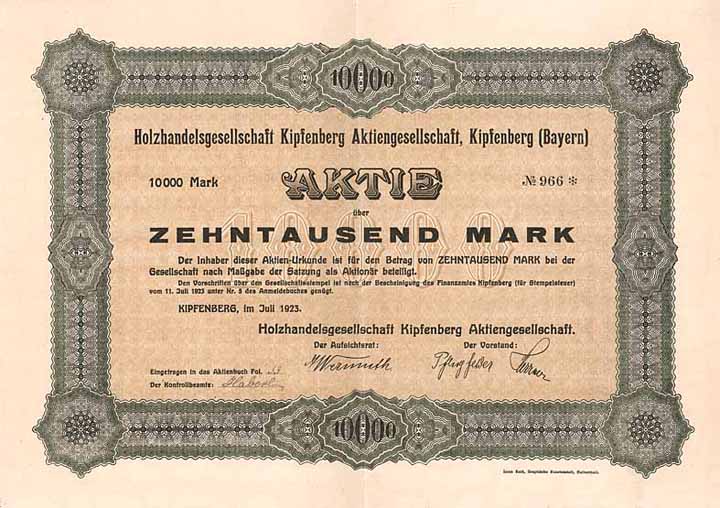 10000
Holzhandelsgesellschaft Kipfenberg Aktiengesellschaft, Kipfenberg (Bayern)
10000 Mark AKTIE № 966 *
über
10000
ZEHNTAUSEND MARK
Der Inhaber dieser Aktien-Urkunde ist für den Betrag von ZEHNTAUSEND MARK bei der
Gesellschaft nach Maßgabe der Satzung als Aktionär beteiligt.
Den Vorschriften über den Gesellschaftsstempel ist nach der Bescheinigung des Finanzamtes Kipfenberg (für Stempelsteuer)
vom 11. Juli 1923 unter Nr. 5 des Anmeldebuches genügt.
KIPFENBERG, im Juli 1923.
Holzhandelsgesellschaft Kipfenberg Aktiengesellschaft.
Der Aufsichtsrat: Der Vorstand:
Wermuth Pflugfelder
Eingetragen in das Aktienbuch Fol.
Der Kontrollbeamte:
10000